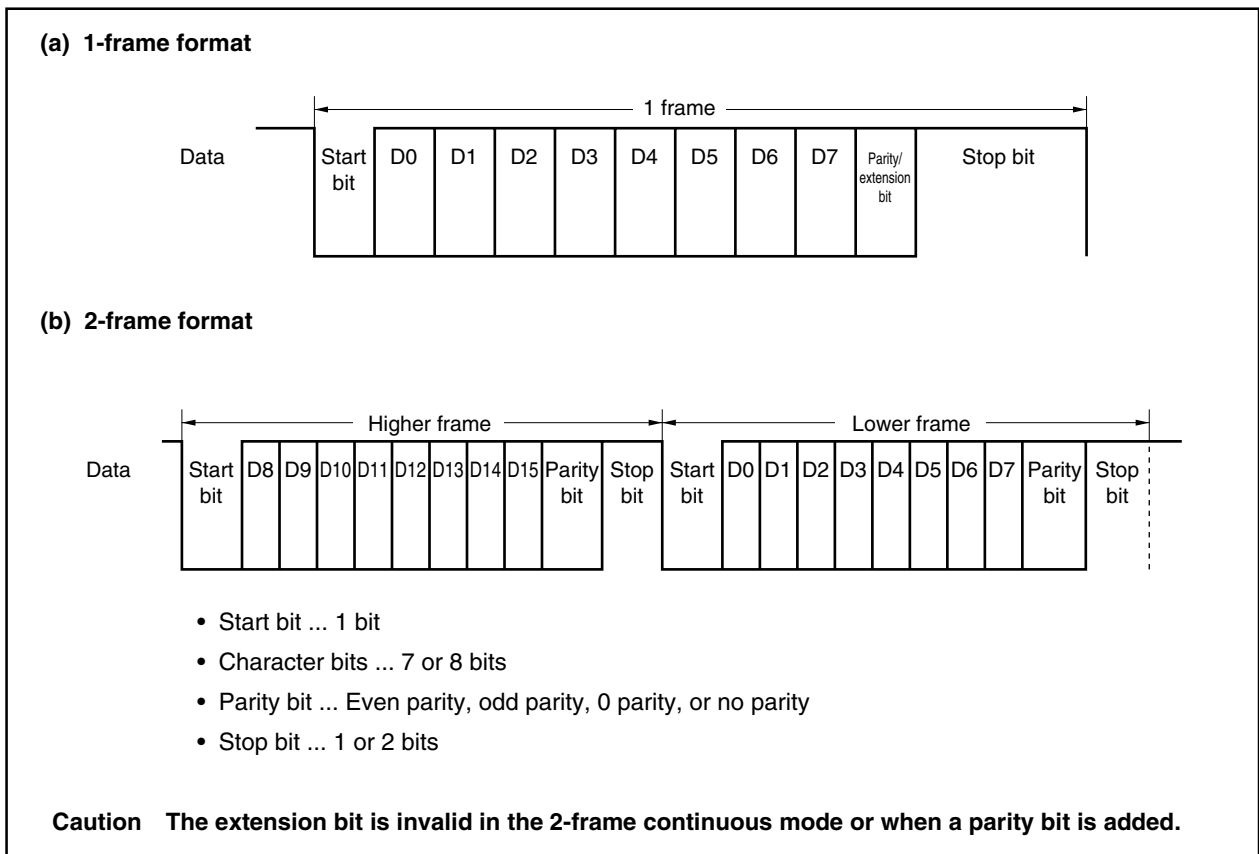 (a) 1-frame format
1 frame
Data
Start bit
D0
D1
D2
D3
D4
D5
D6
D7
Parity/
extension
bit
Stop bit
(b) 2-frame format
Higher frame
Lower frame
Data
Start
bit
D8
D9
D10
D11
D12
D13
D14
D15
Parity
bit
Stop
bit
Start
bit
D0
D1
D2
D3
D4
D5
D6
D7
Parity
bit
Stop
bit
• Start bit ... 1 bit
• Character bits ... 7 or 8 bits
• Parity bit ... Even parity, odd parity, 0 parity, or no parity
• Stop bit ... 1 or 2 bits
Caution The extension bit is invalid in the 2-frame continuous mode or when a parity bit is added.